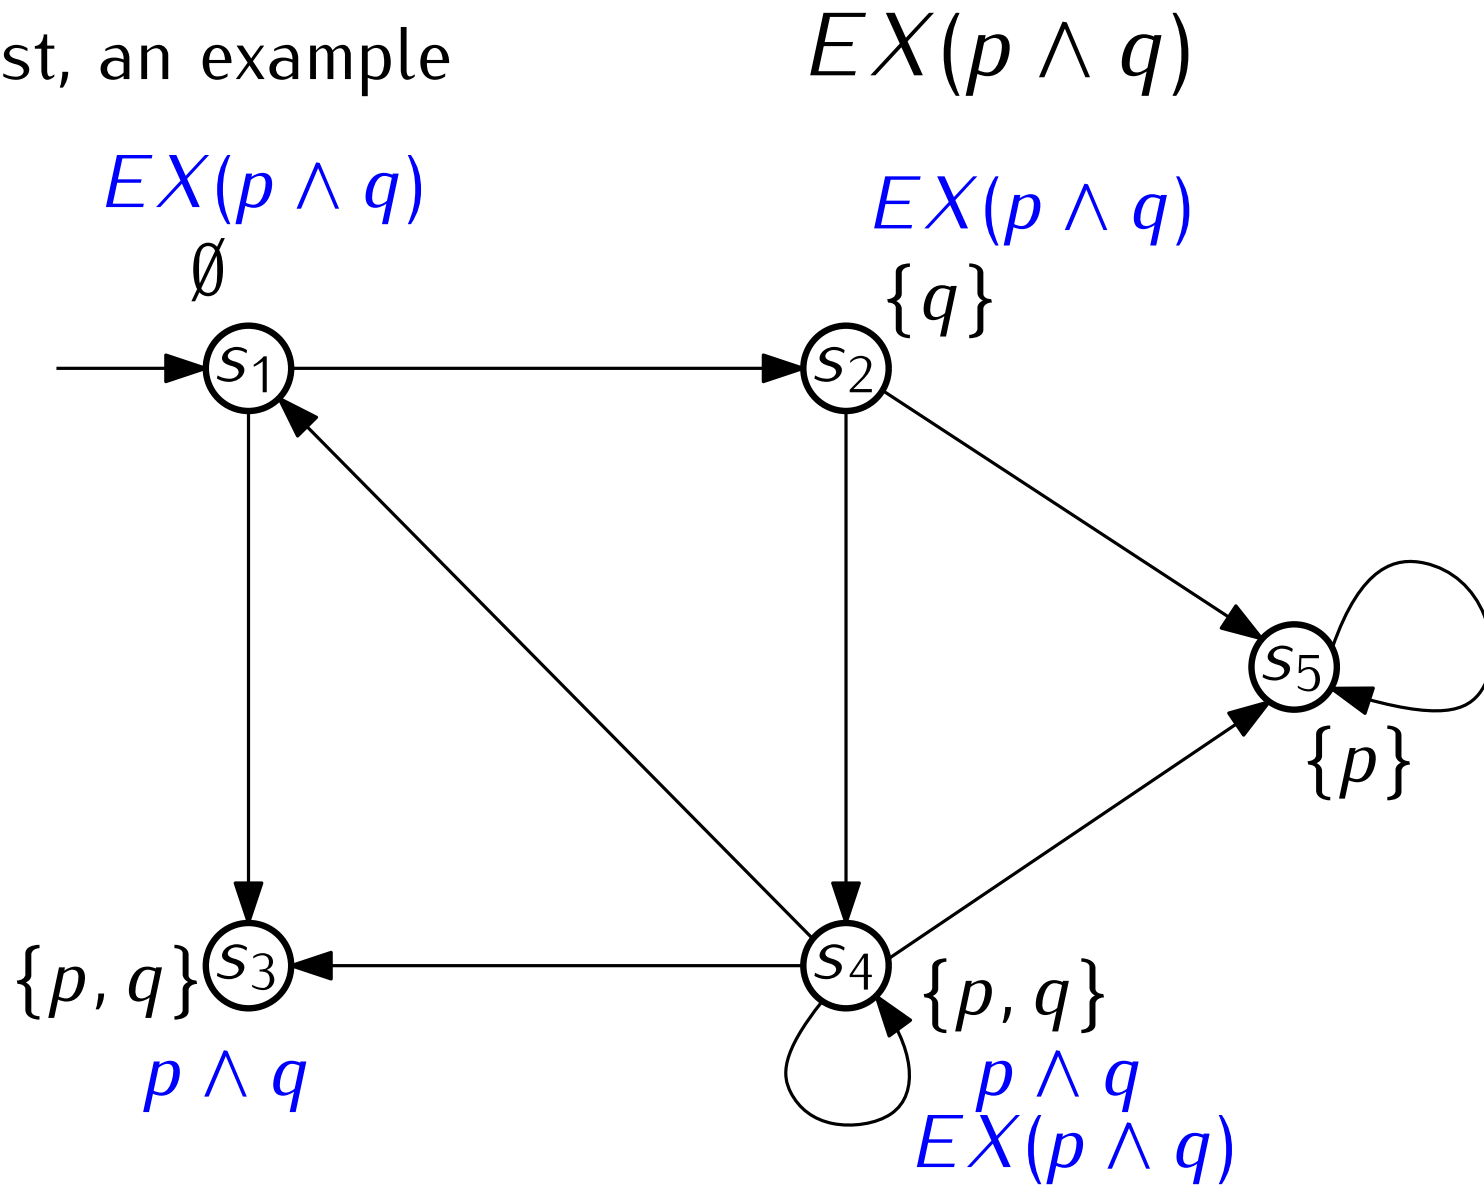 st, an example
EX(p ∧ q)
EX(p ∧ q)
EX(p ∧ q)
∅
{q}
s1
s2
s5
{p}
{p, q}
s3
s4
{p, q}
p ∧ q
p ∧ q
EX(p ∧ q)